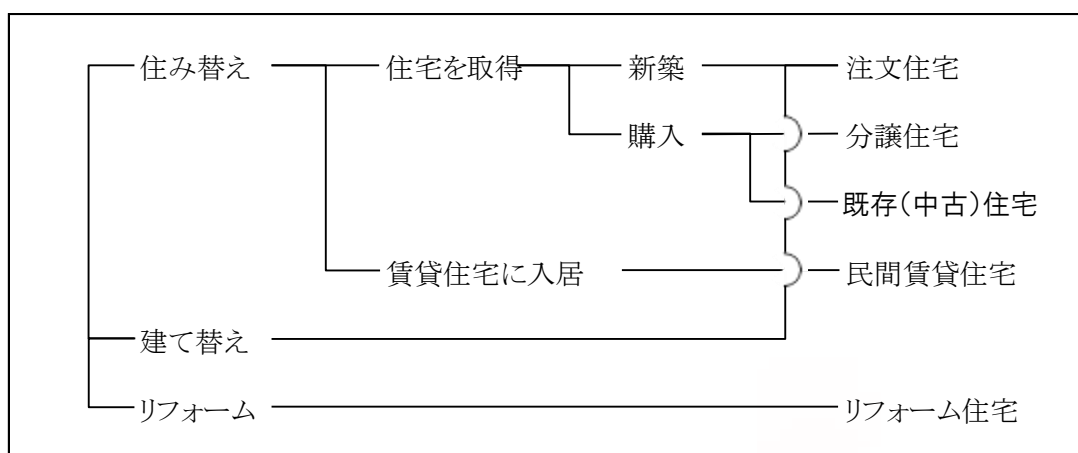 住み替え 住宅を取得 新築 注文住宅
購入 分譲住宅
既存（中古）住宅
賃貸住宅に入居 民間賃貸住宅
建て替え
リフォーム リフォーム住宅